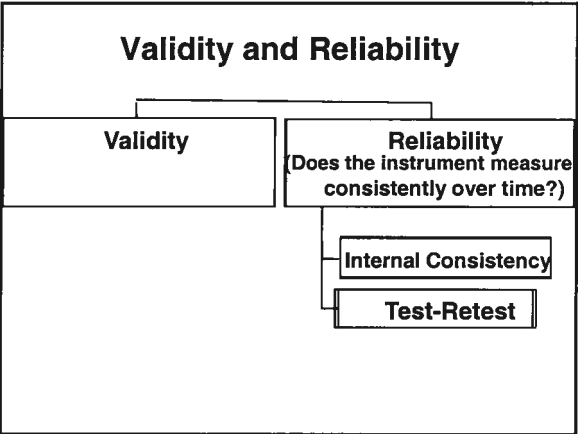 Validity and Reliability
Validity
Reliability
(Does the instrument measure
consistently over time?)
Internal Consistency
Test-Retest